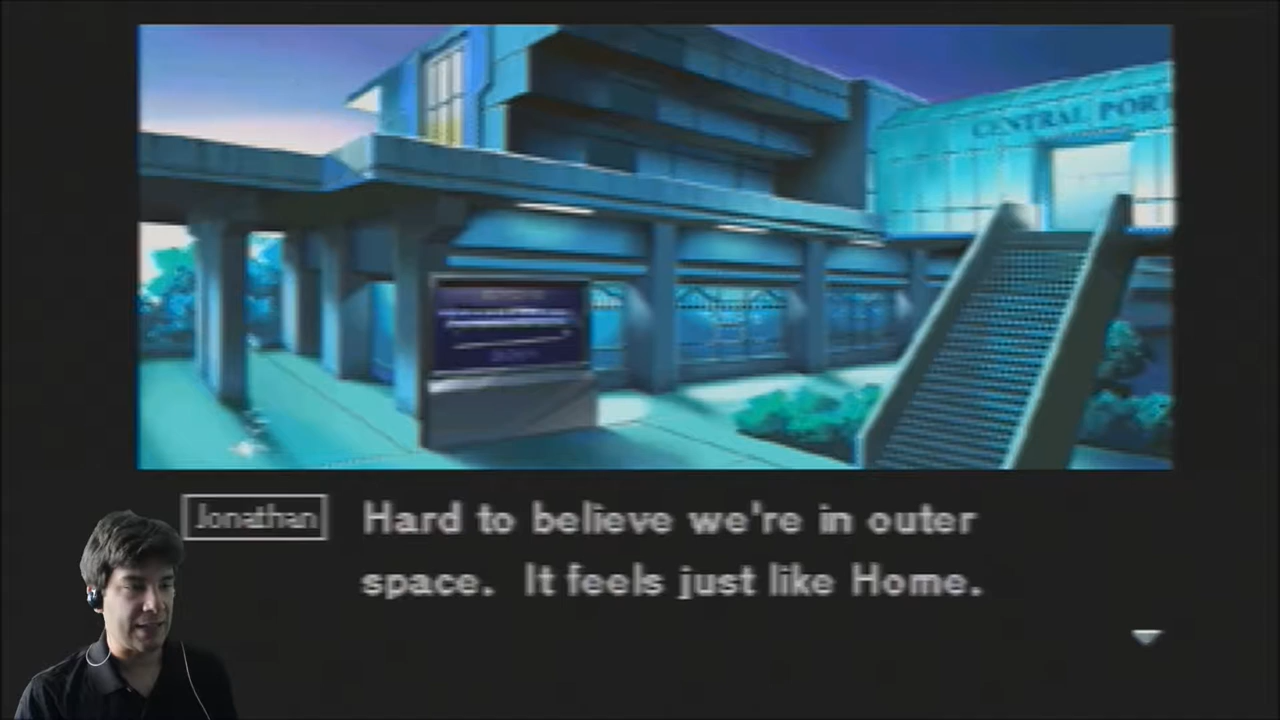 CENTRAL PORT
Jonathan
Hard to believe we're in outer
space. It feels just like Home.